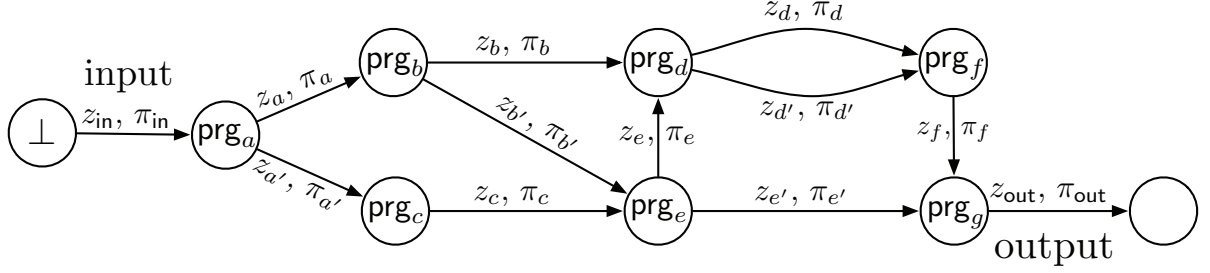 input
⊥
z_in, π_in
prg_a
z_a, π_a
z_a', π_a'
prg_b
prg_c
z_b, π_b
z_b', π_b'
z_c, π_c
prg_d
z_e, π_e
prg_e
z_d, π_d
z_d', π_d'
z_e', π_e'
prg_f
z_f, π_f
prg_g
z_out, π_out
output